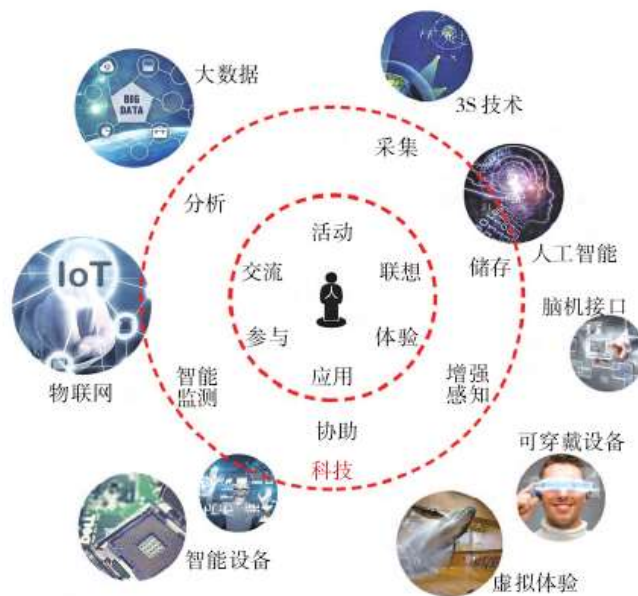 大数据
BIG
DATA
3S技术
采集
分析
活动
人工智能
交流
联想
储存
IoT
脑机接口
参与
体验
物联网
智能
监测
应用
增强
感知
协助
可穿戴设备
科技
智能设备
虚拟体验